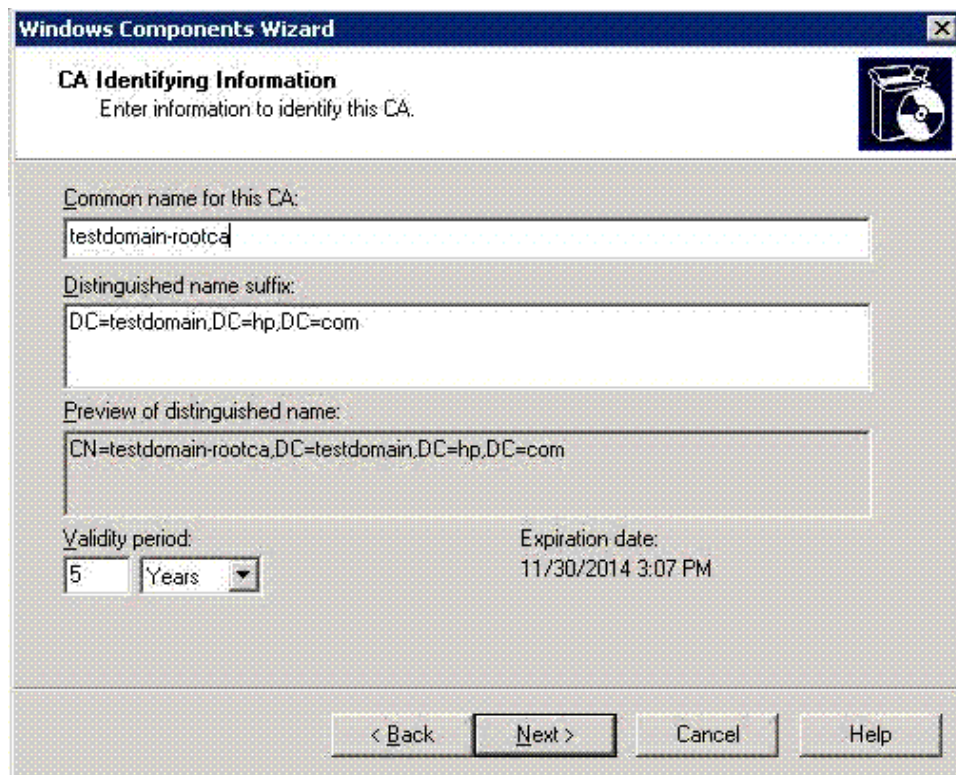 Windows Components Wizard
CA Identifying Information
Enter information to identify this CA.
Common name for this CA:
testdomain-rootca
Distinguished name suffix:
DC=testdomain,DC=hp,DC=com
Preview of distinguished name:
CN=testdomain-rootca,DC=testdomain,DC=hp,DC=com
Validity period:
Expiration date:
5 Years
11/30/2014 3:07 PM
< Back Next > Cancel Help